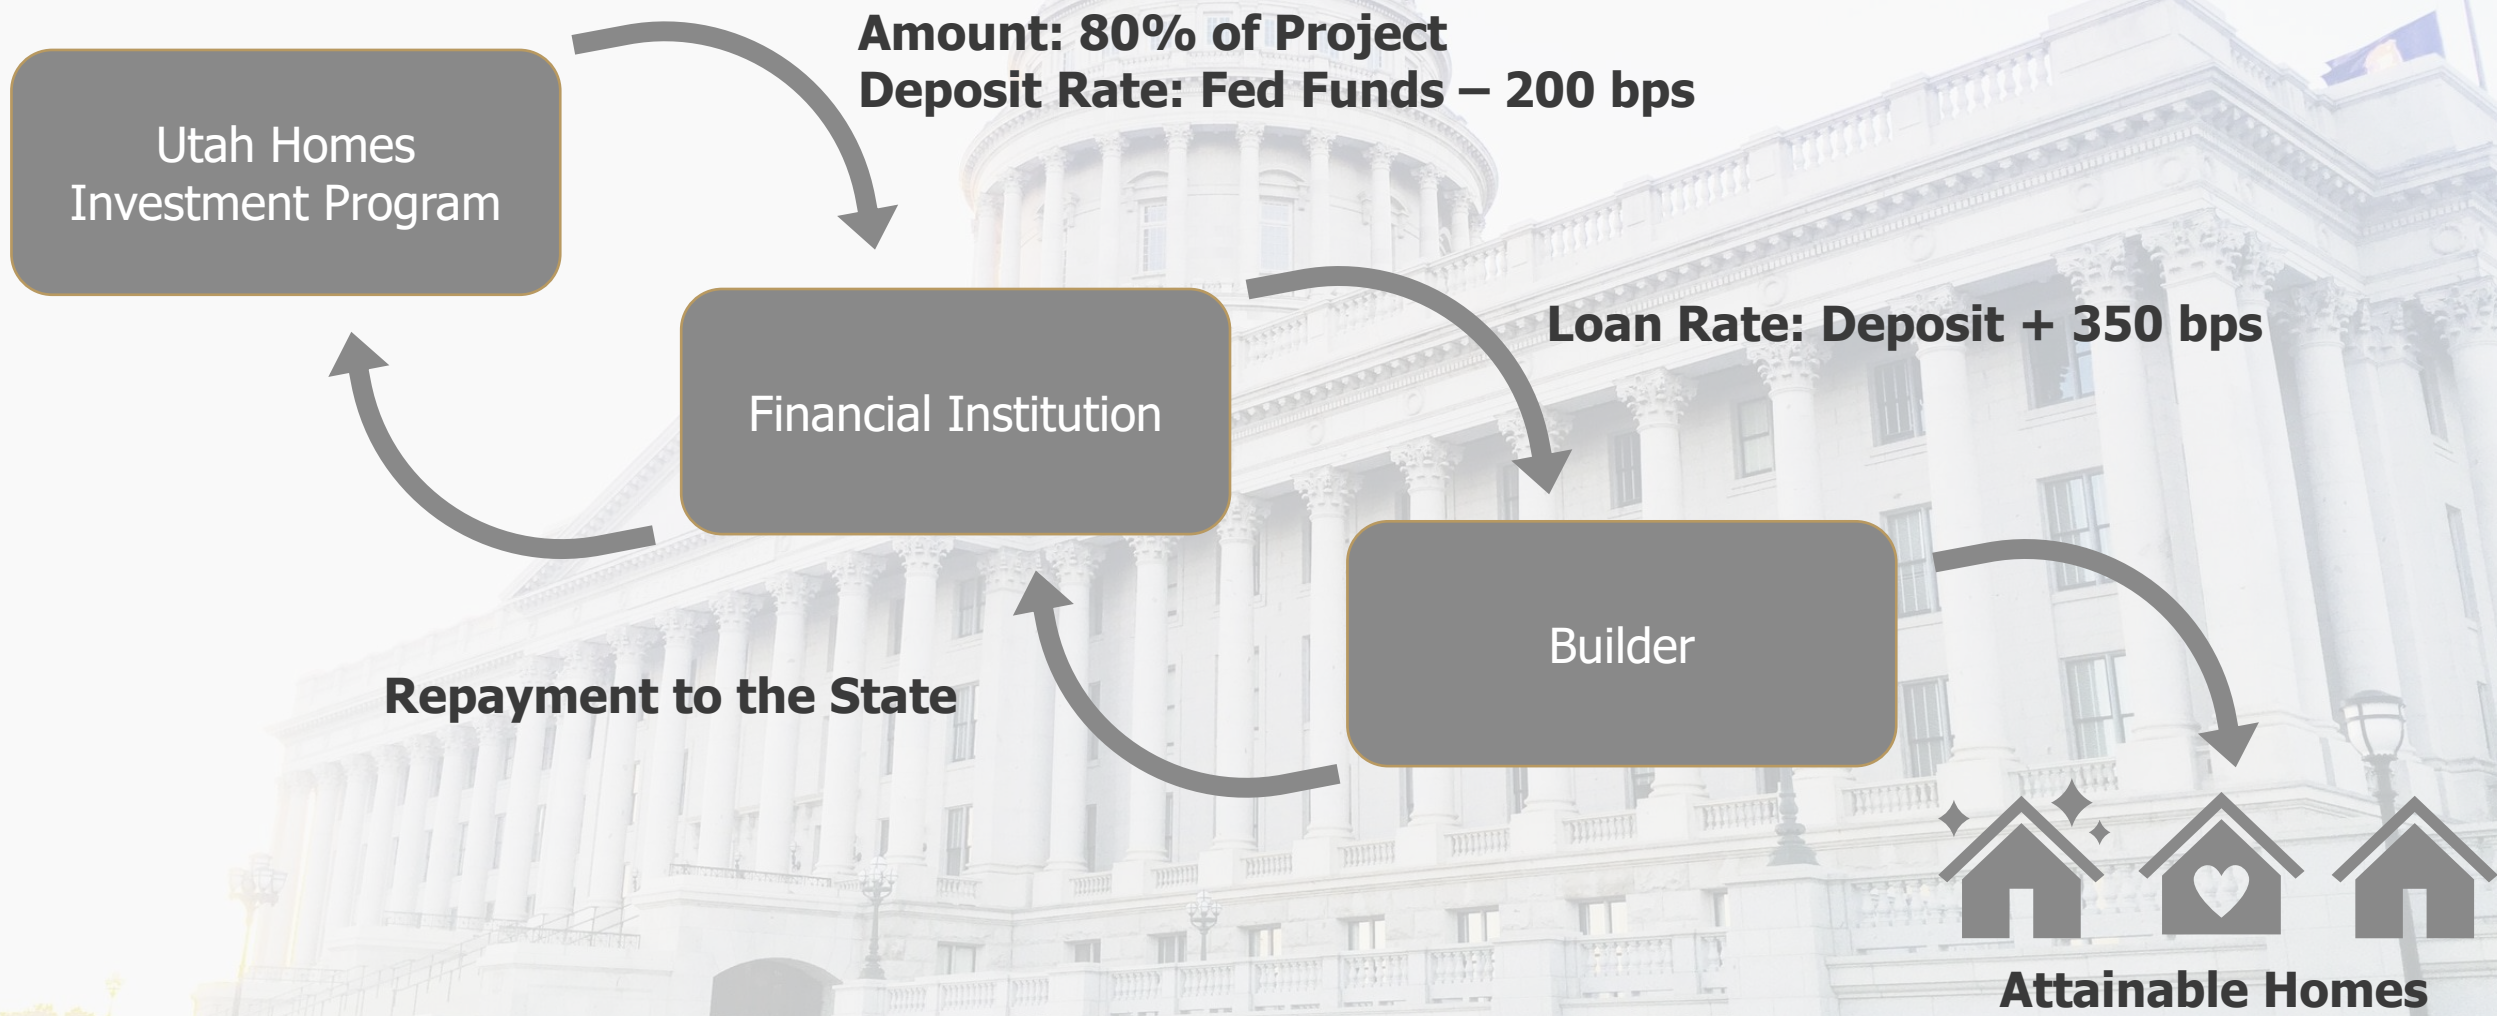 Amount: 80% of Project
Deposit Rate: Fed Funds – 200 bps
Utah Homes
Investment Program
Loan Rate: Deposit + 350 bps
Financial Institution
Builder
Repayment to the State
Attainable Homes